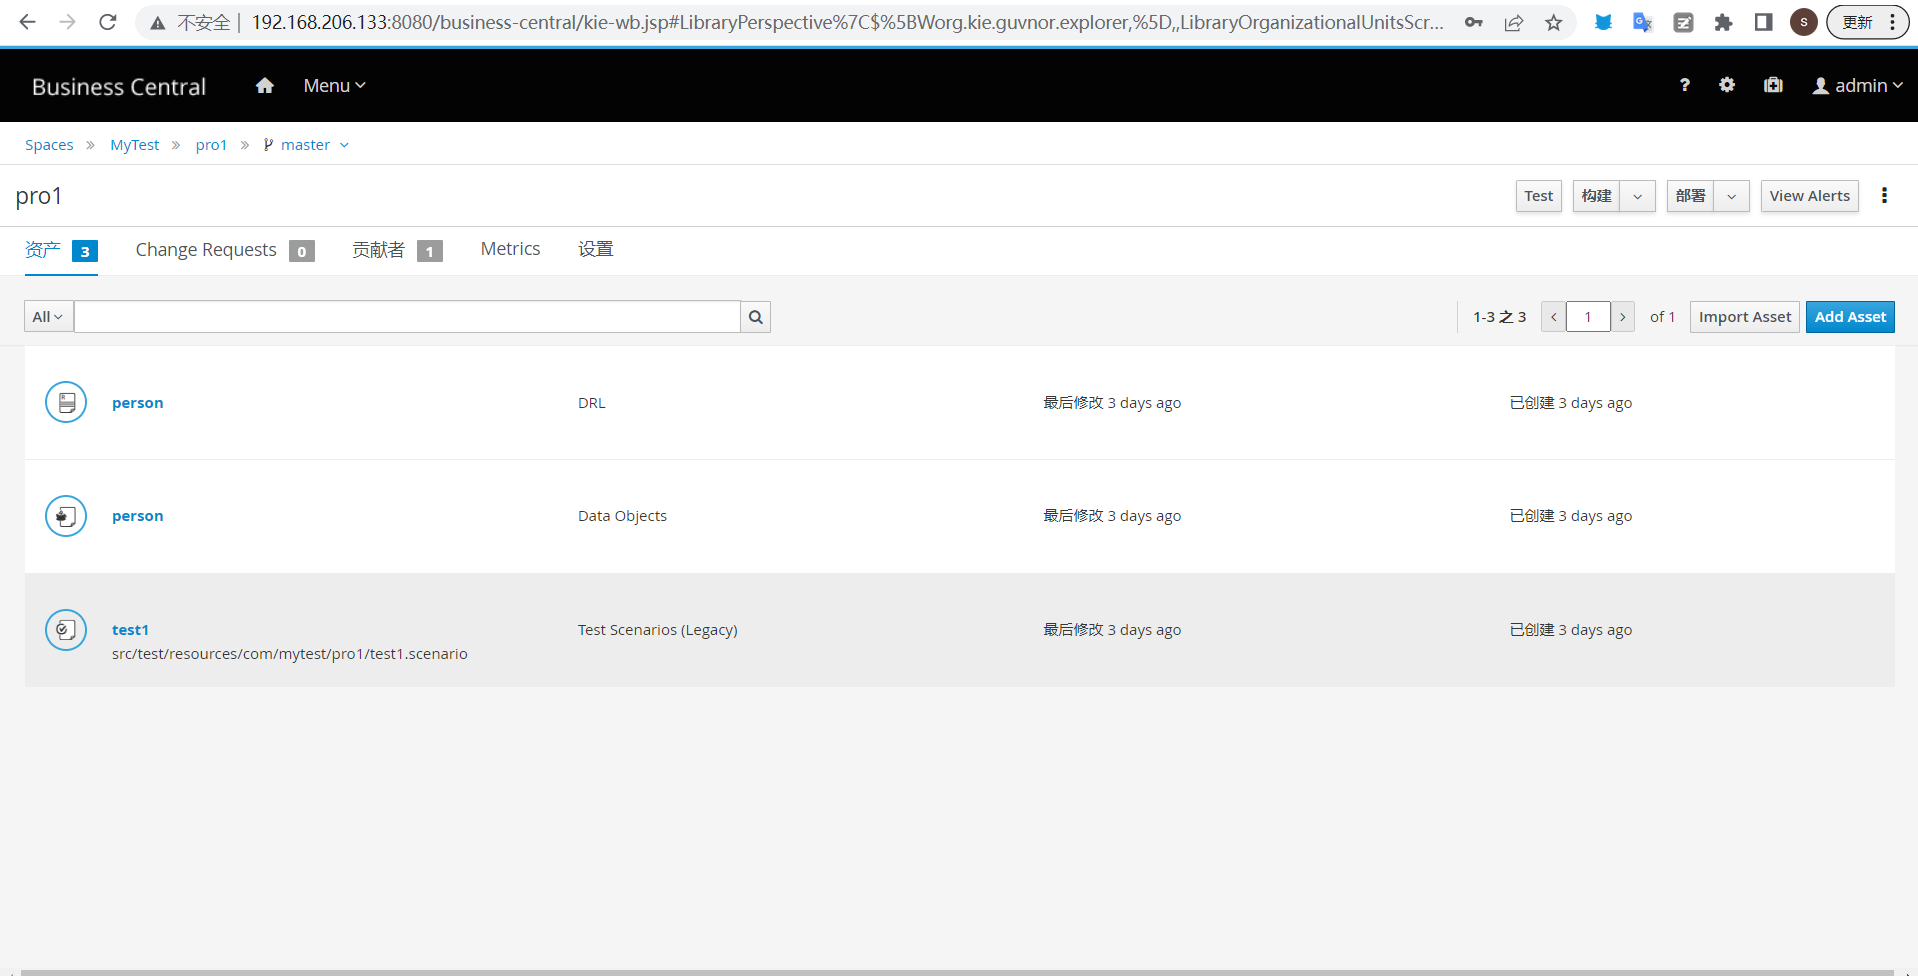 不安全 192.168.206.133:8080/business-central/kie-wb.jsp#LibraryPerspective%7C$%5BWorg.kie.guvnor.explorer,%5D,,LibraryOrganizationalUnitsScr... S 更新
Business Central Menu ? admin
Spaces » MyTest » pro1 » master
pro1 Test 构建 部署 View Alerts
资产 3 Change Requests 0 贡献者 1 Metrics 设置
All 1-3 之 3 < 1 > of 1 Import Asset Add Asset
person DRL 最后修改 3 days ago 已创建 3 days ago
person Data Objects 最后修改 3 days ago 已创建 3 days ago
test1 Test Scenarios (Legacy) 最后修改 3 days ago 已创建 3 days ago
src/test/resources/com/mytest/pro1/test1.scenario